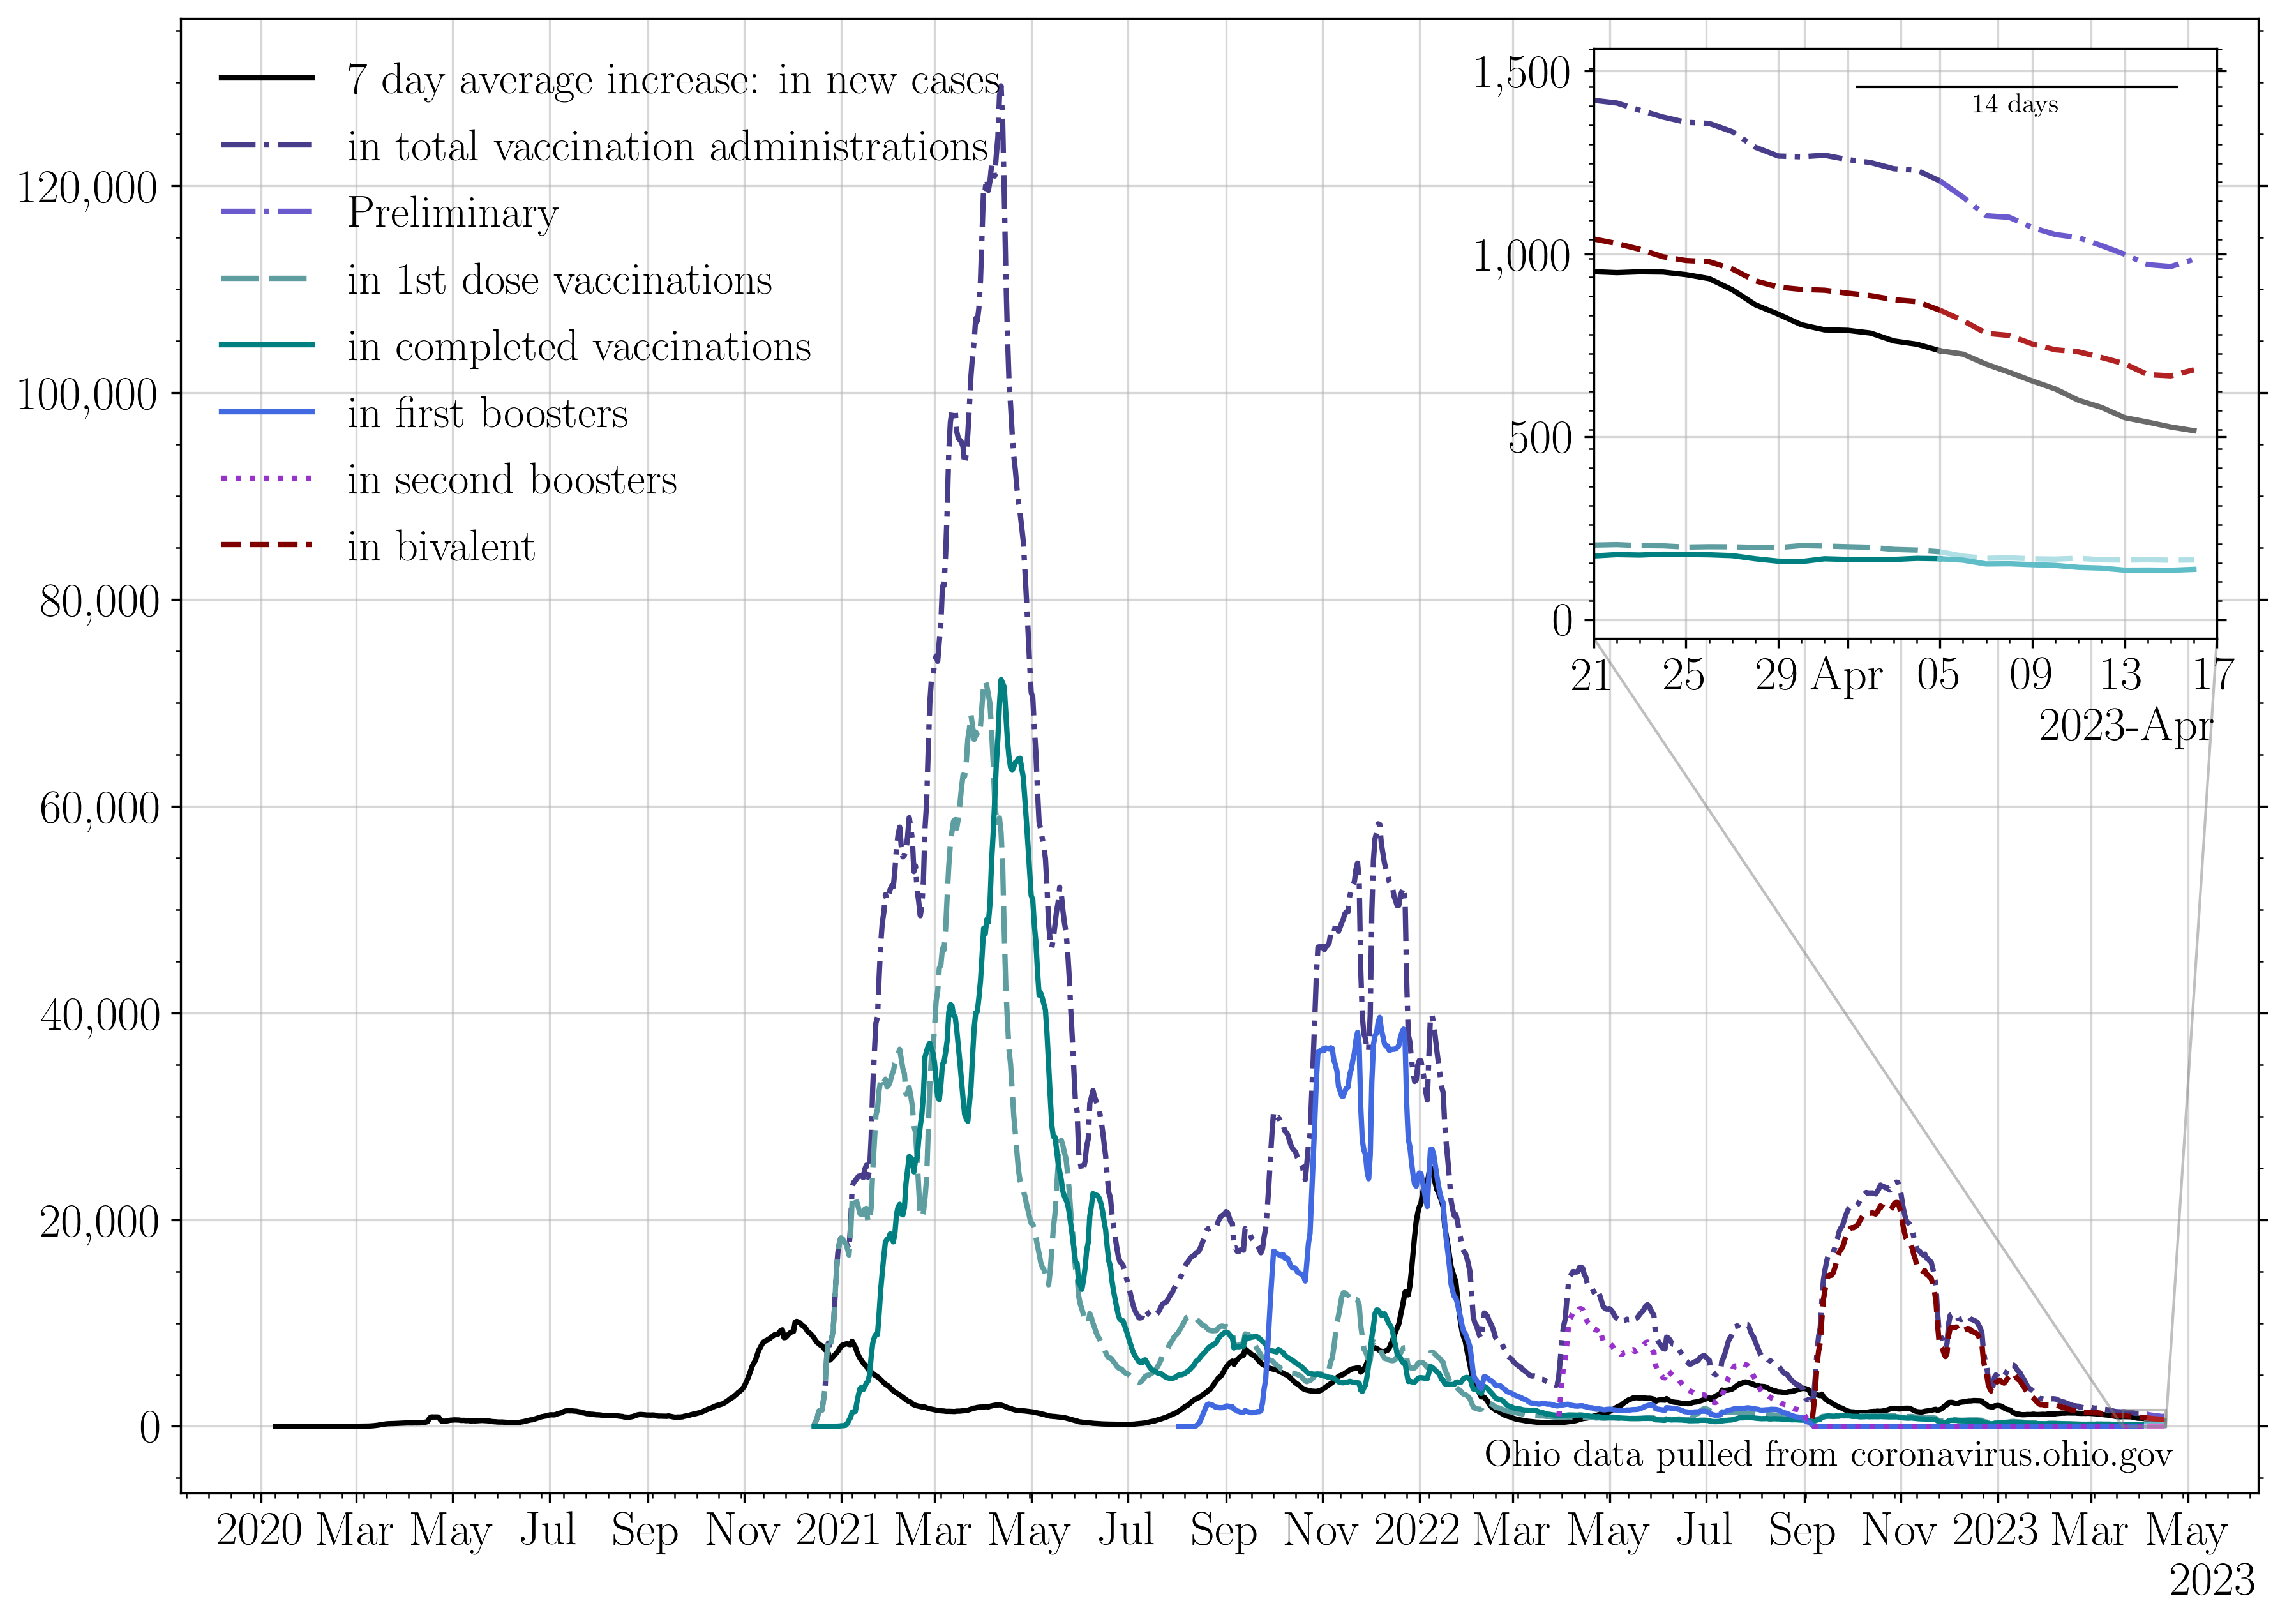 7 day average increase: in new cases
in total vaccination administrations
Preliminary
in 1st dose vaccinations
in completed vaccinations
in first boosters
in second boosters
in bivalent
120,000
100,000
80,000
60,000
40,000
20,000
0
1,500
1,000
500
0
14 days
21 25 29 Apr 05 09 13 17
2023-Apr
Ohio data pulled from coronavirus.ohio.gov
2020 Mar May Jul Sep Nov 2021 Mar May Jul Sep Nov 2022 Mar May Jul Sep Nov 2023 Mar May
2023